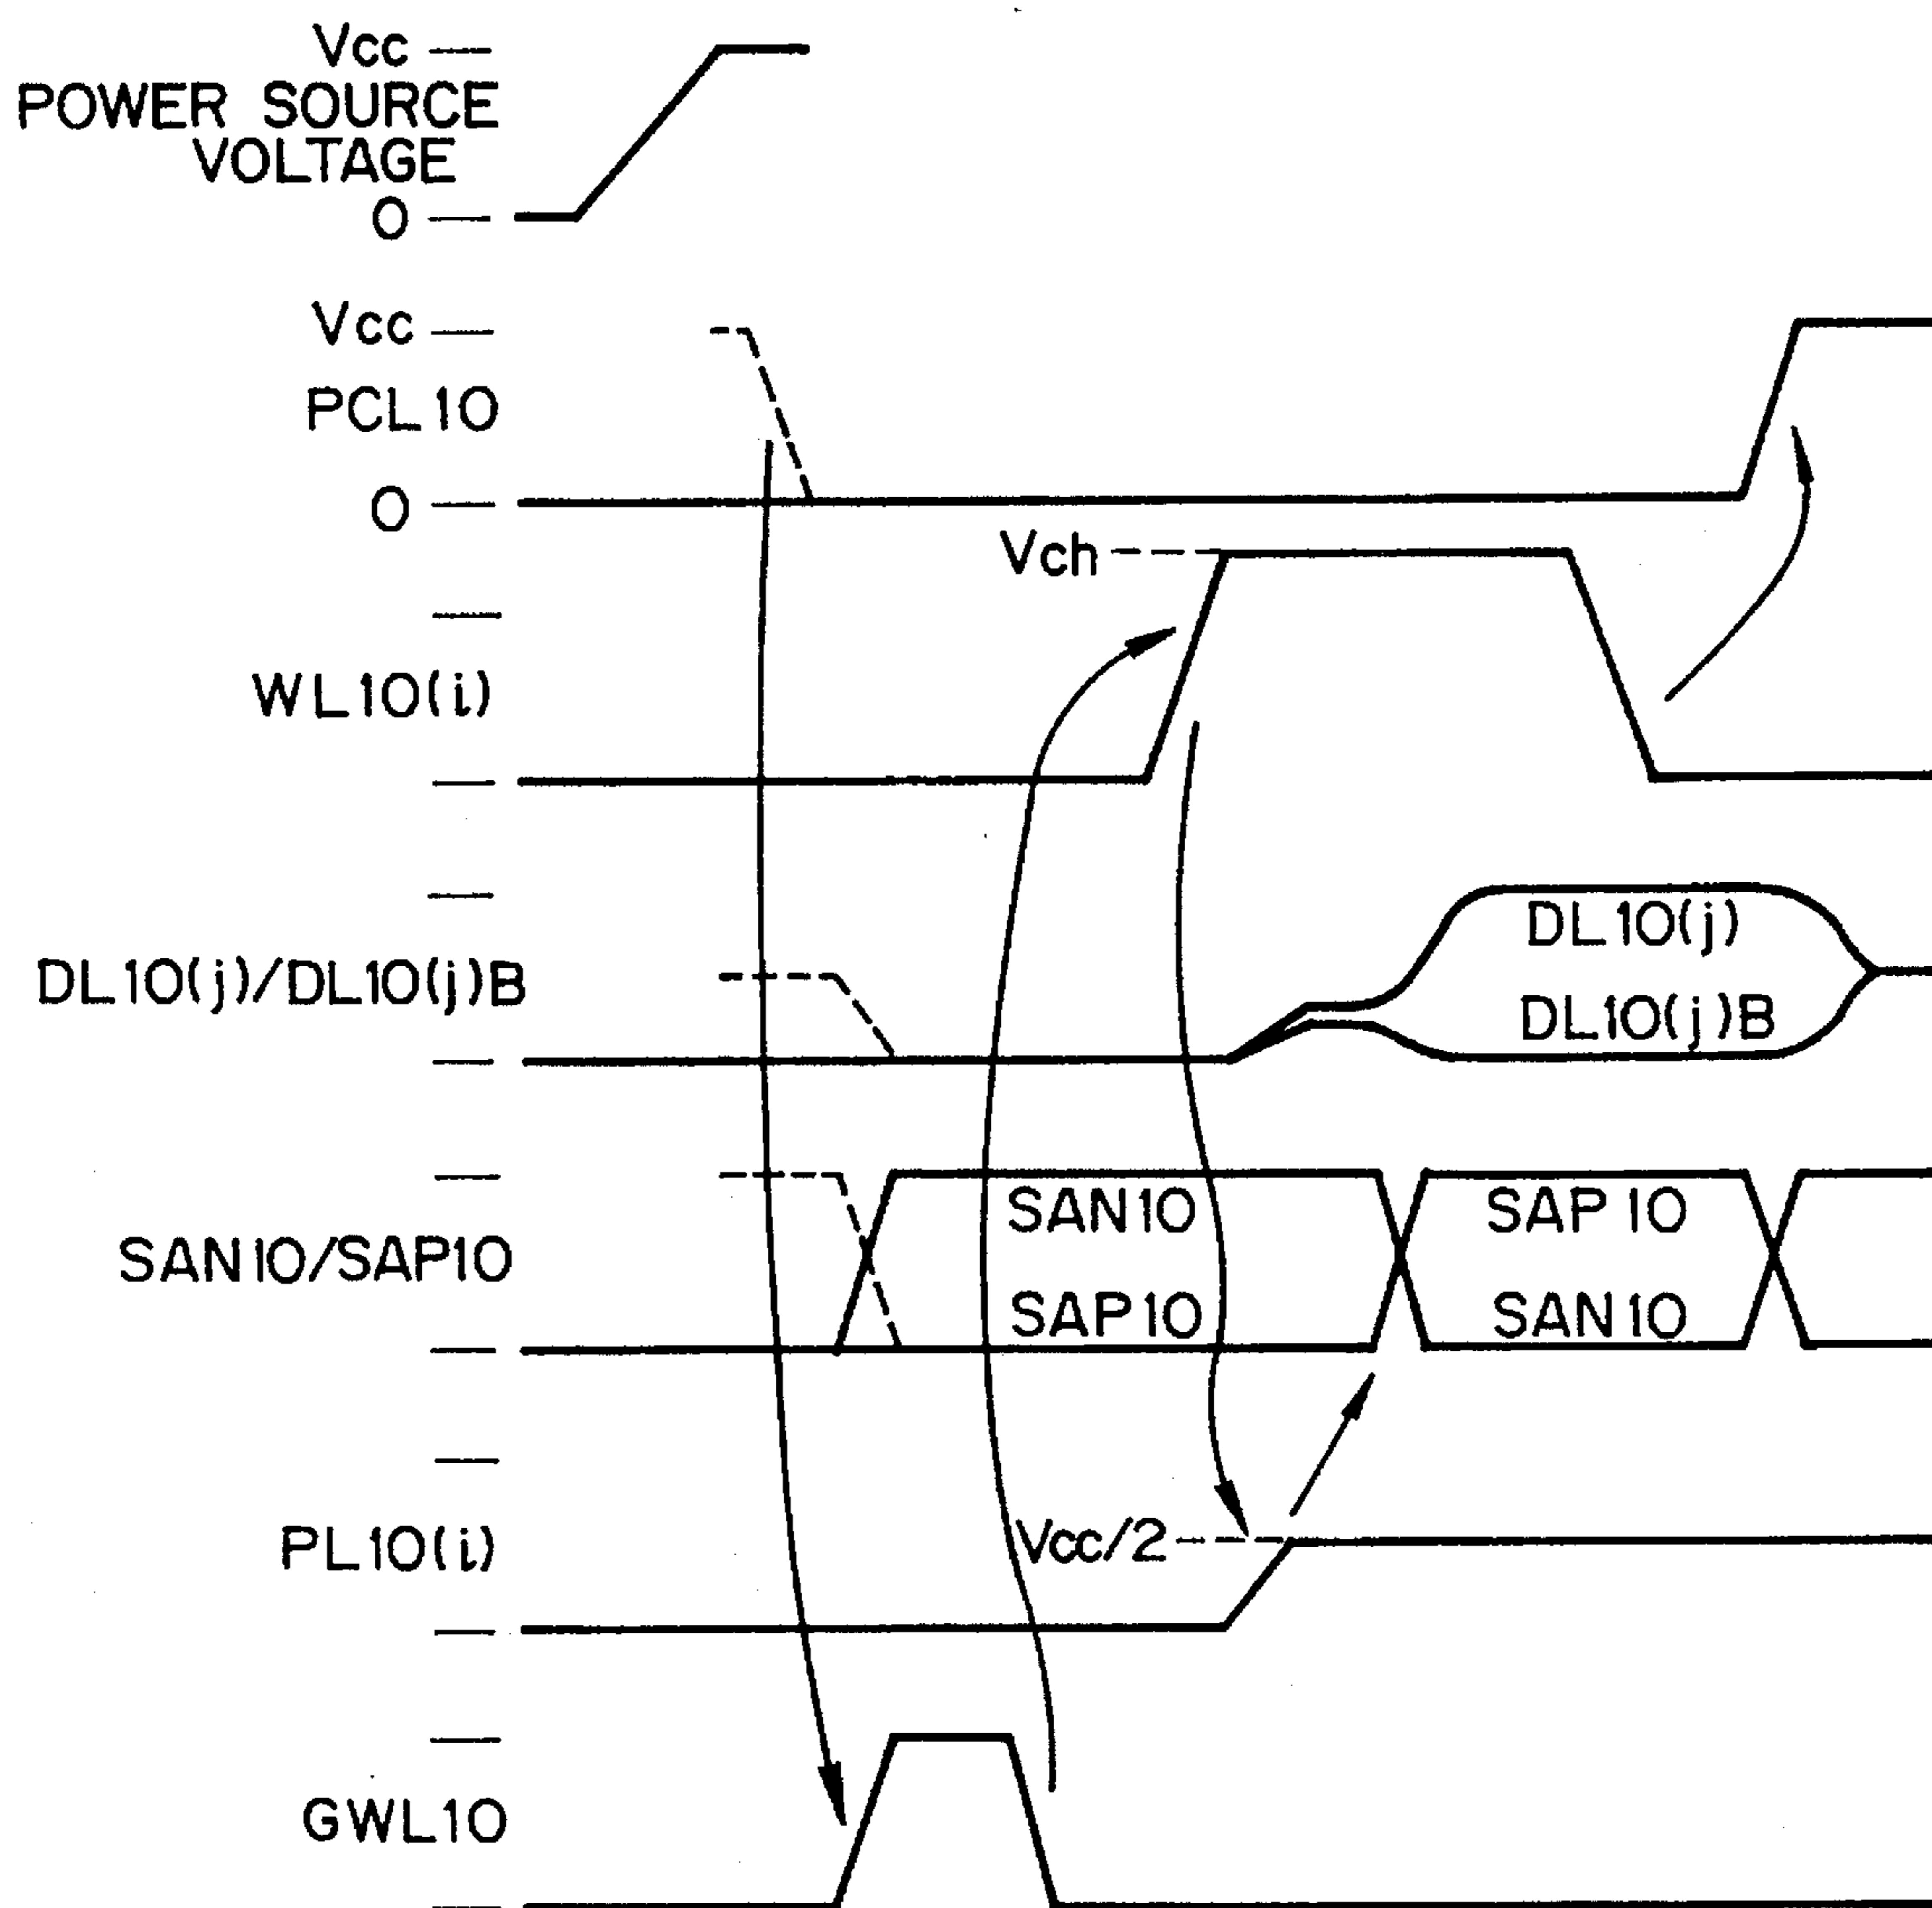 Vcc
POWER SOURCE
VOLTAGE
0
Vcc
PCL10
0
Vch
WL10(i)
DL10(j)
DL10(j)/DL10(j)B
DL10(j)B
SAN10
SAP10
SAN10/SAP10
SAP10
SAN10
PL10(i)
Vcc/2
GWL10